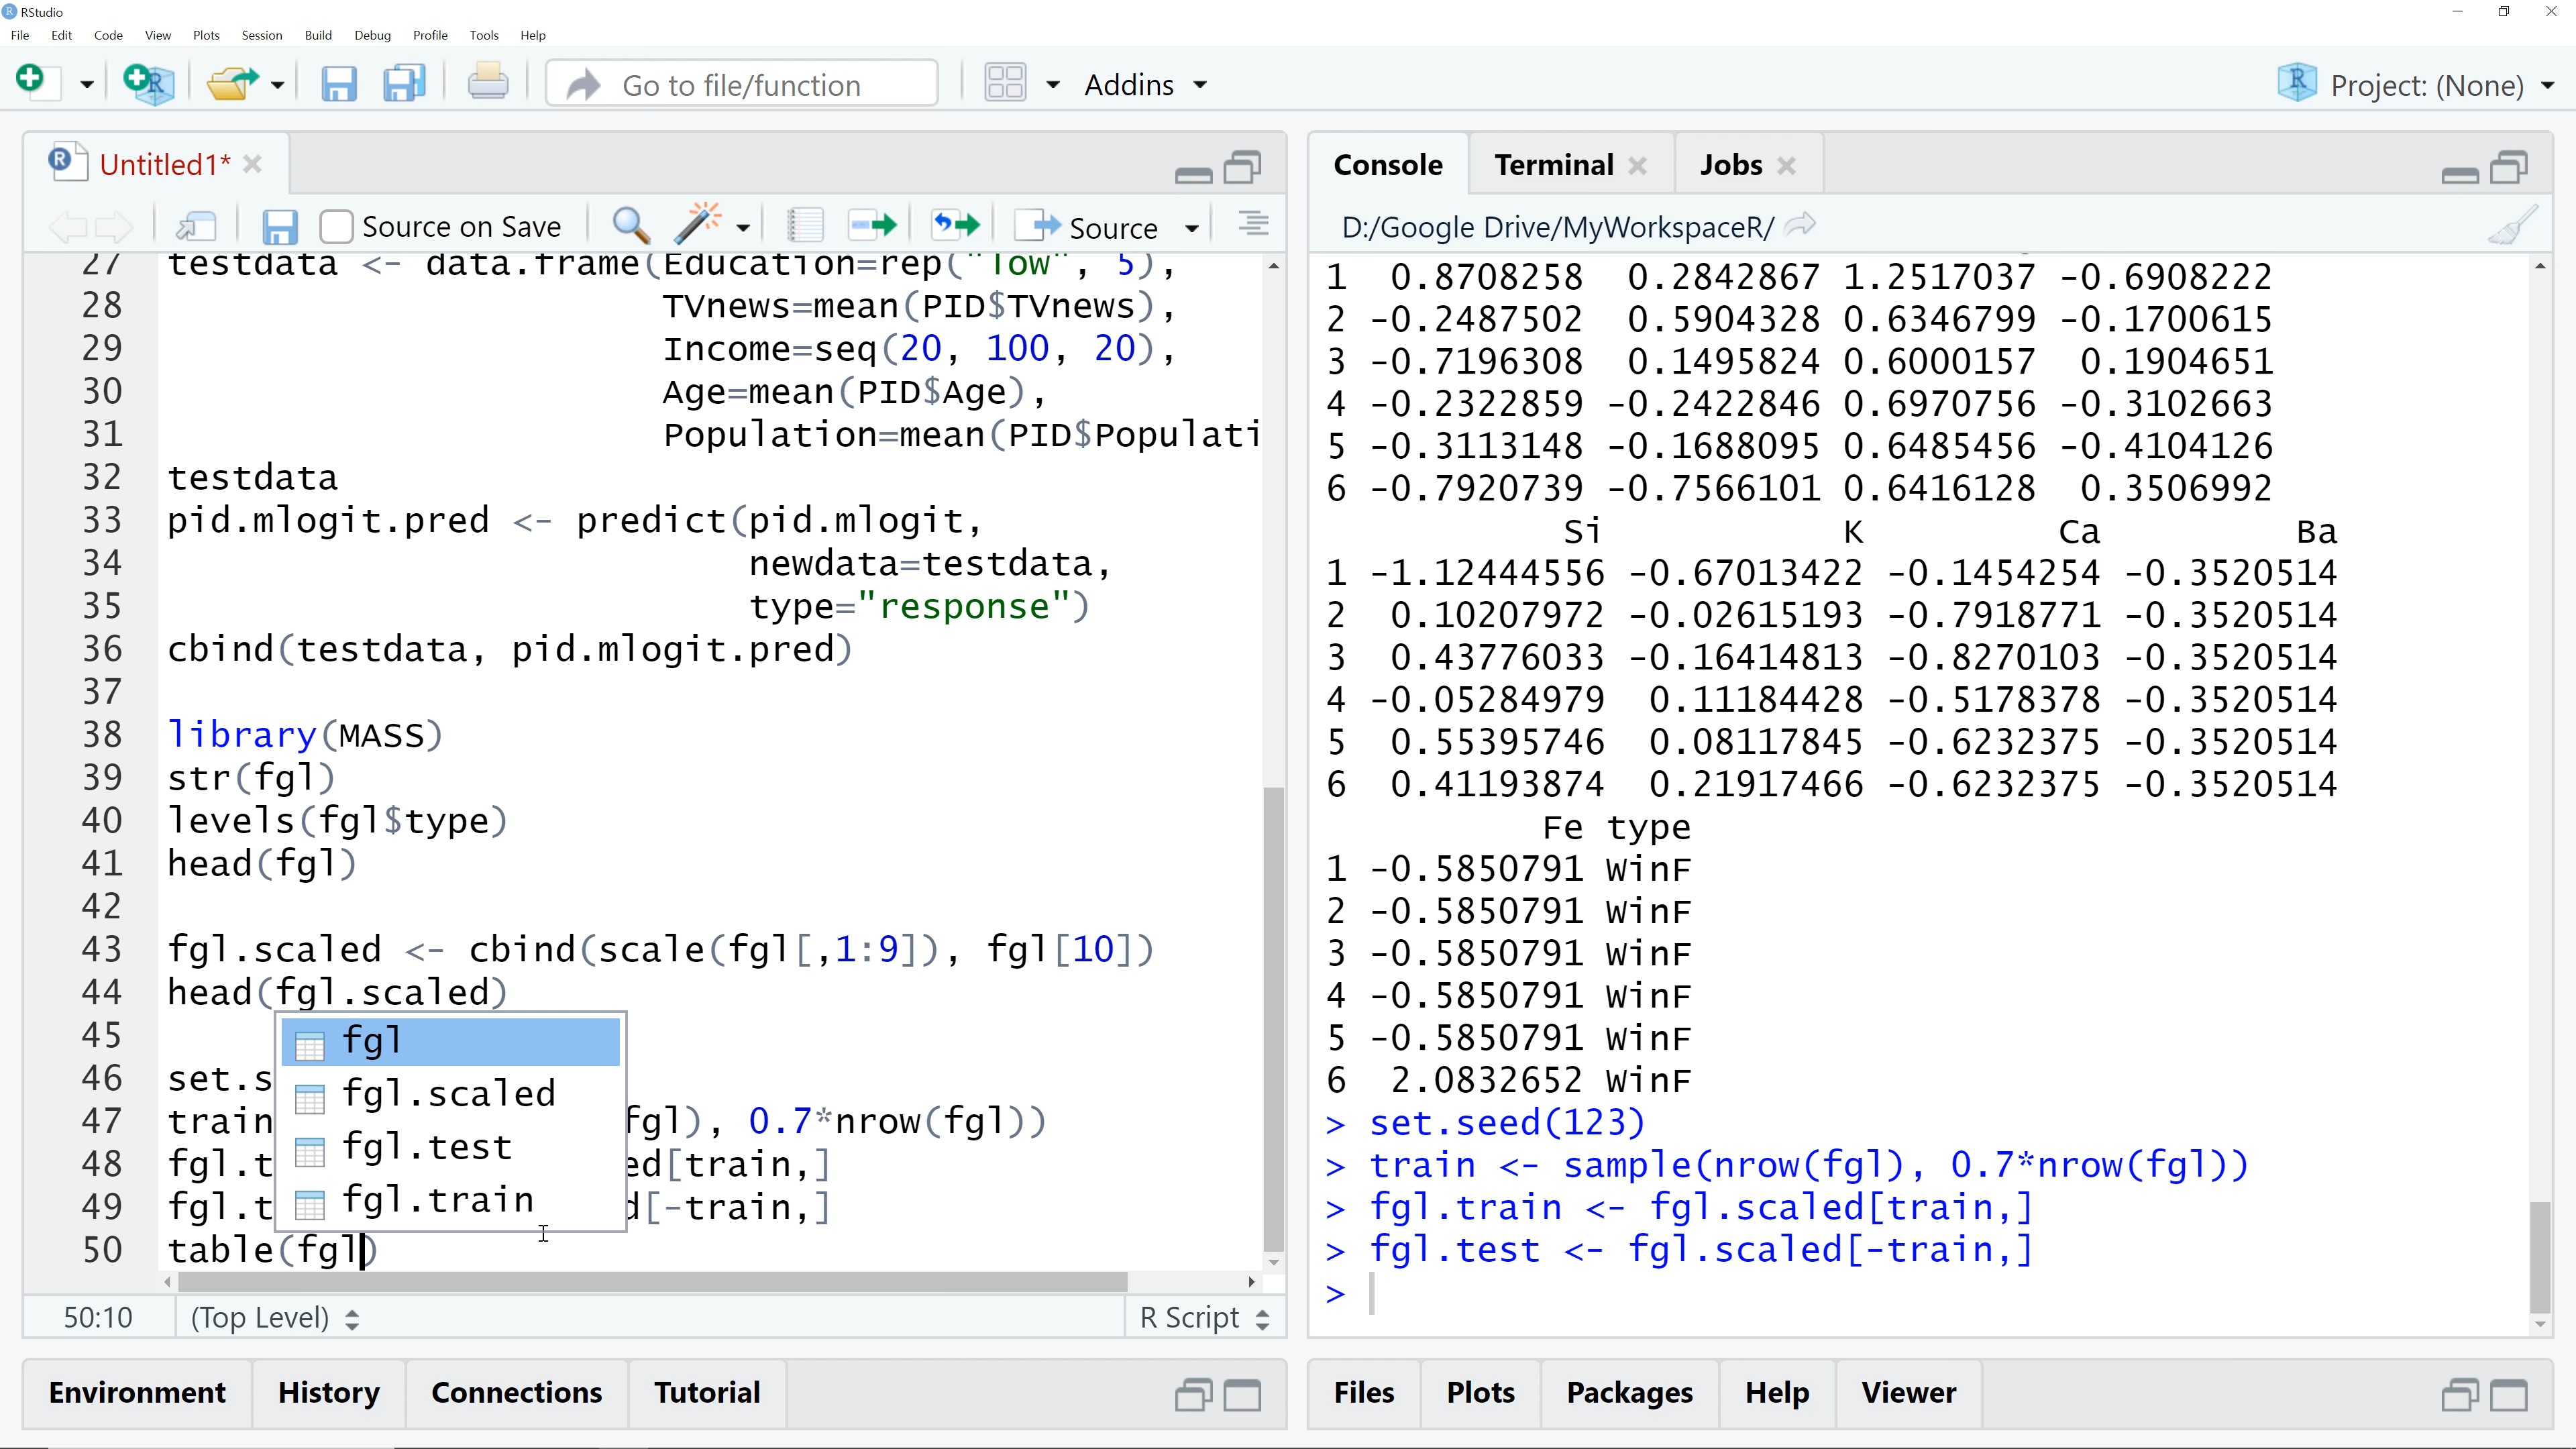 RStudio
File Edit Code View Plots Session Build Debug Profile Tools Help
Go to file/function Addins Project: (None)
Untitled1*
Source on Save Source
27 testdata <- data.frame(Education=rep("low", 5),
28 TVnews=mean(PID$TVnews),
29 Income=seq(20, 100, 20),
30 Age=mean(PID$Age),
31 Population=mean(PID$Populati
32 testdata
33 pid.mlogit.pred <- predict(pid.mlogit,
34 newdata=testdata,
35 type="response")
36 cbind(testdata, pid.mlogit.pred)
37
38 library(MASS)
39 str(fgl)
40 levels(fgl$type)
41 head(fgl)
42
43 fgl.scaled <- cbind(scale(fgl[,1:9]), fgl[10])
44 head(fgl.scaled)
45
46 set.s
47 train fgl), 0.7*nrow(fgl))
48 fgl.t ed[train,]
49 fgl.t d[-train,]
50 table(fgl)
fgl
fgl.scaled
fgl.test
fgl.train
50:10 (Top Level) R Script
Environment History Connections Tutorial
Console Terminal Jobs
D:/Google Drive/MyWorkspaceR/
1 0.8708258 0.2842867 1.2517037 -0.6908222
2 -0.2487502 0.5904328 0.6346799 -0.1700615
3 -0.7196308 0.1495824 0.6000157 0.1904651
4 -0.2322859 -0.2422846 0.6970756 -0.3102663
5 -0.3113148 -0.1688095 0.6485456 -0.4104126
6 -0.7920739 -0.7566101 0.6416128 0.3506992
Si K Ca Ba
1 -1.12444556 -0.67013422 -0.1454254 -0.3520514
2 0.10207972 -0.02615193 -0.7918771 -0.3520514
3 0.43776033 -0.16414813 -0.8270103 -0.3520514
4 -0.05284979 0.11184428 -0.5178378 -0.3520514
5 0.55395746 0.08117845 -0.6232375 -0.3520514
6 0.41193874 0.21917466 -0.6232375 -0.3520514
Fe type
1 -0.5850791 WinF
2 -0.5850791 WinF
3 -0.5850791 WinF
4 -0.5850791 WinF
5 -0.5850791 WinF
6 2.0832652 WinF
> set.seed(123)
> train <- sample(nrow(fgl), 0.7*nrow(fgl))
> fgl.train <- fgl.scaled[train,]
> fgl.test <- fgl.scaled[-train,]
>
Files Plots Packages Help Viewer